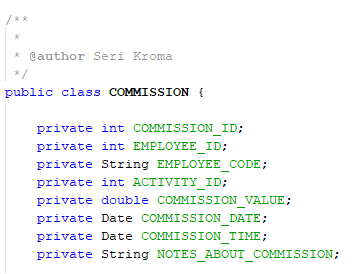 /**
*
* @author Seri Kroma
*/
public class COMMISSION {
private int COMMISSION_ID;
private int EMPLOYEE_ID;
private String EMPLOYEE_CODE;
private int ACTIVITY_ID;
private double COMMISSION_VALUE;
private Date COMMISSION_DATE;
private Date COMMISSION_TIME;
private String NOTES_ABOUT_COMMISSION;